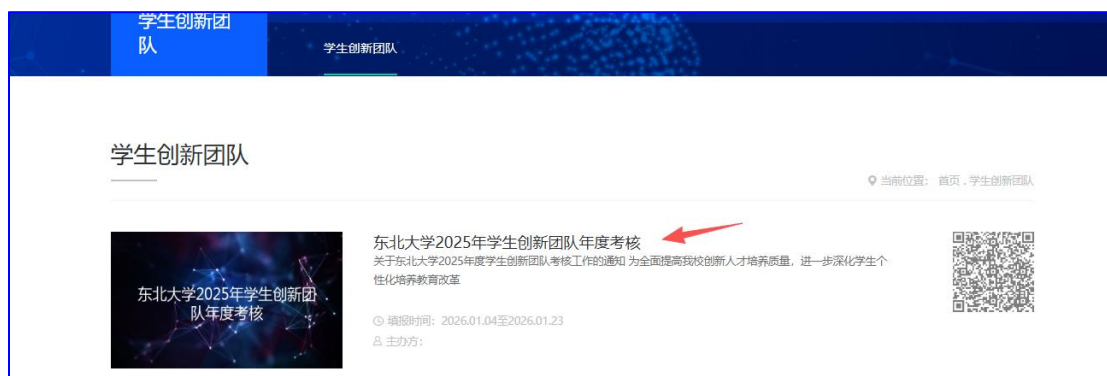 学生创新团
队
学生创新团队
学生创新团队
当前位置： 首页 . 学生创新团队
东北大学2025年学生创新团队年度考核
关于东北大学2025年度学生创新团队考核工作的通知 为全面提高我校创新人才培养质量，进一步深化学生个
性化培养教育改革
填报时间：2026.01.04至2026.01.23
主办方：
东北大学2025年学生创新团
队年度考核